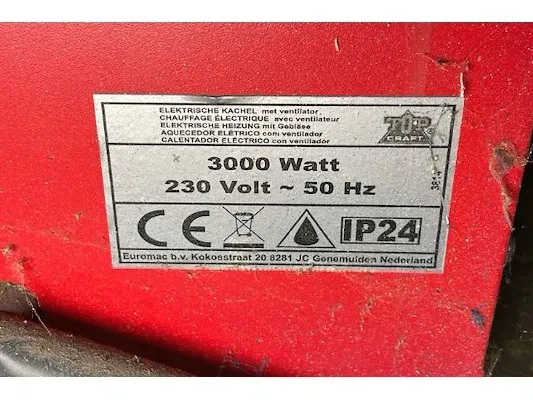 ELEKTRISCHE KACHEL met ventilator
CHAUFFAGE ÉLECTRIQUE avec ventilateur
ELEKTRISCHE HEIZUNG mit Gebläse
AQUECEDOR ELÉTRICO com ventilador
CALENTADOR ELÉCTRICO con ventilador
TOP
CRAFT
3000 Watt
230 Volt ~ 50 Hz
3814
CE
IP24
Euromac b.v. Kokosstraat 20 8281 JC Genemuiden Nederland